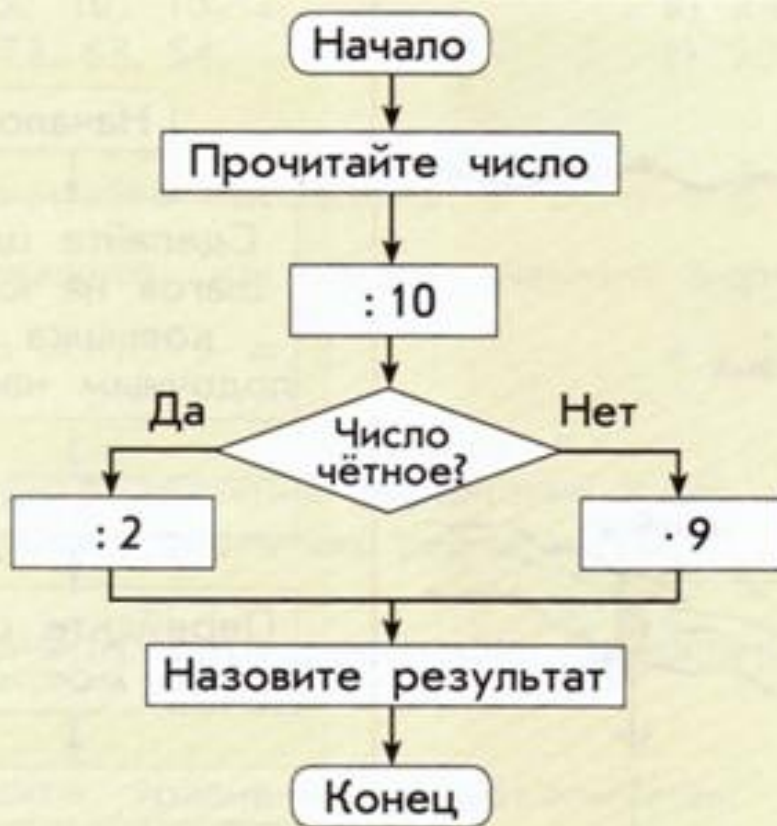 Начало
Прочитайте число
: 10
Да
Нет
Число
чётное?
: 2
· 9
Назовите результат
Конец